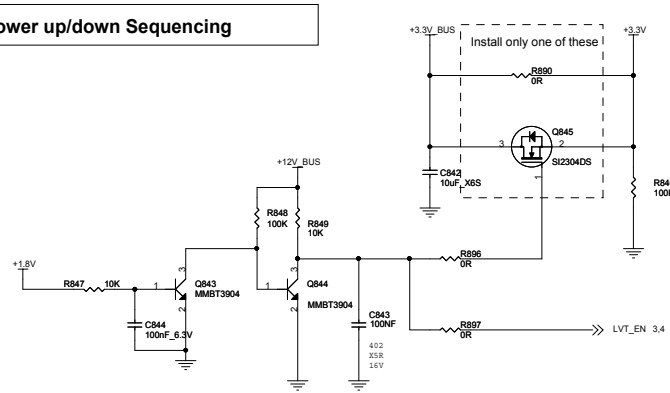 ower up/down Sequencing
+3.3V_BUS
+3.3V
Install only one of these
R890
0R
Q845
3
2
SI2304DS
1
C842
10uF_X6S
R84
100
+12V_BUS
R848
100K
R849
10K
+1.8V
R847
10K
1
3
Q843
MMBT3904
2
1
3
Q844
MMBT3904
2
C844
100nF_6.3V
C843
100NF
402
X5R
16V
R896
0R
R897
0R
LVT_EN 3,4